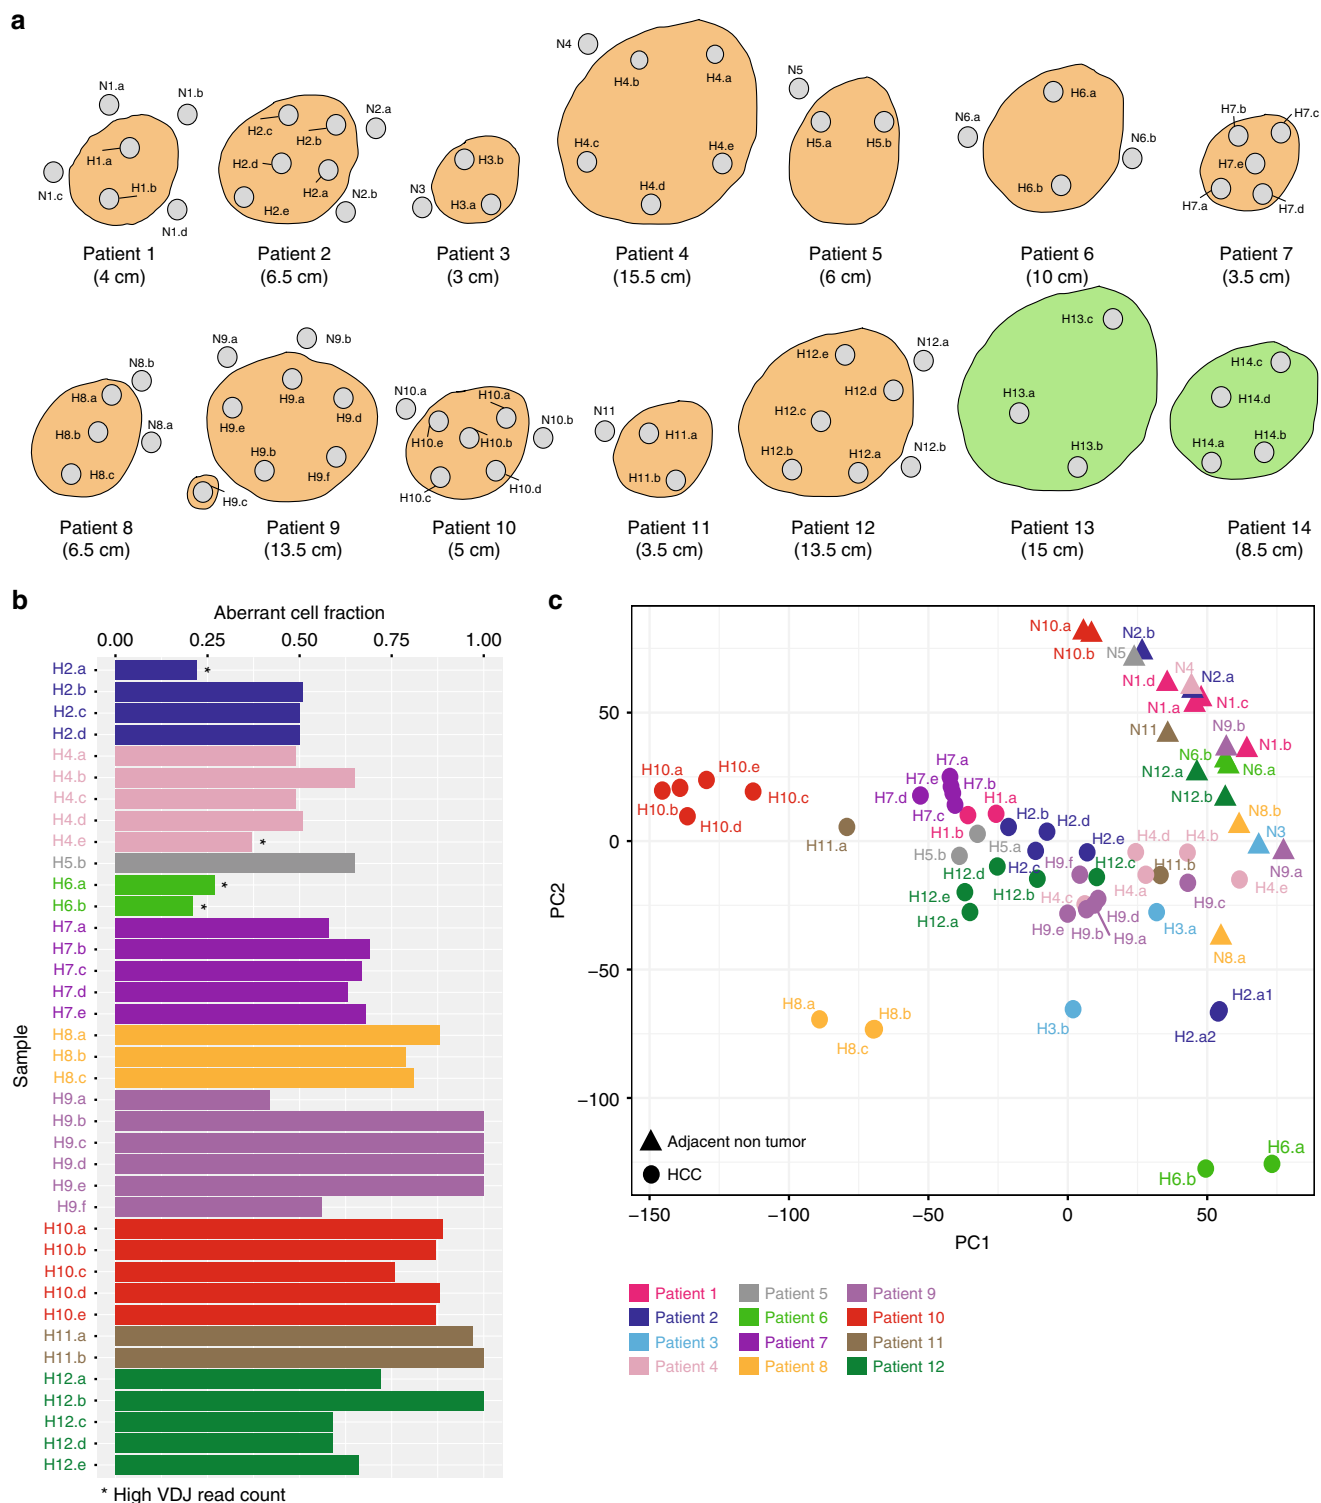 a
N1.a
N1.b
H1.a
H1.b
N1.c
N1.d
Patient 1
(4 cm)
H2.c
H2.b
N2.a
H2.d
H2.a
H2.e
N2.b
Patient 2
(6.5 cm)
H3.b
N3
H3.a
Patient 3
(3 cm)
N4
H4.b
H4.a
H4.c
H4.e
H4.d
Patient 4
(15.5 cm)
N5
H5.a
H5.b
Patient 5
(6 cm)
N6.a
H6.a
N6.b
H6.b
Patient 6
(10 cm)
H7.b
H7.c
H7.e
H7.a
H7.d
Patient 7
(3.5 cm)
N8.b
H8.a
N8.a
H8.b
H8.c
Patient 8
(6.5 cm)
N9.a
N9.b
H9.a
H9.d
H9.e
H9.b
H9.f
H9.c
Patient 9
(13.5 cm)
N10.a
H10.a
H10.e
H10.b
N10.b
H10.c
H10.d
Patient 10
(5 cm)
N11
H11.a
H11.b
Patient 11
(3.5 cm)
N12.a
H12.e
H12.d
H12.c
H12.b
H12.a
N12.b
Patient 12
(13.5 cm)
H13.c
H13.a
H13.b
Patient 13
(15 cm)
H14.c
H14.d
H14.a
H14.b
Patient 14
(8.5 cm)
b
Aberrant cell fraction
0.00 0.25 0.50 0.75 1.00
Sample
H2.a *
H2.b
H2.c
H2.d
H4.a
H4.b
H4.c
H4.d
H4.e *
H5.b
H6.a *
H6.b *
H7.a
H7.b
H7.c
H7.d
H7.e
H8.a
H8.b
H8.c
H9.a
H9.b
H9.c
H9.d
H9.e
H9.f
H10.a
H10.b
H10.c
H10.d
H10.e
H11.a
H11.b
H12.a
H12.b
H12.c
H12.d
H12.e
* High VDJ read count
c
PC2
50
0
−50
−100
N10.a
N10.b
N2.b
N5
N4
N2.a
N1.d
N1.a
N1.c
N11
N9.b
N1.b
N6.b
N6.a
N12.a
N12.b
N8.b
N3
N9.a
N8.a
H10.a
H10.e
H10.b
H10.c
H10.d
H11.a
H7.a
H7.e
H7.b
H7.d
H7.c
H1.a
H1.b
H5.a
H5.b
H2.b
H2.d
H2.c
H2.e
H12.d
H12.e
H12.a
H12.b
H12.c
H9.f
H4.d
H4.b
H4.a
H11.b
H4.e
H4.c
H9.c
H9.d
H9.e
H9.b
H9.a
H3.a
H8.a
H8.b
H8.c
H3.b
H2.a1
H2.a2
H6.a
H6.b
Adjacent non tumor
HCC
−150 −100 −50 0 50
PC1
Patient 1
Patient 2
Patient 3
Patient 4
Patient 5
Patient 6
Patient 7
Patient 8
Patient 9
Patient 10
Patient 11
Patient 12